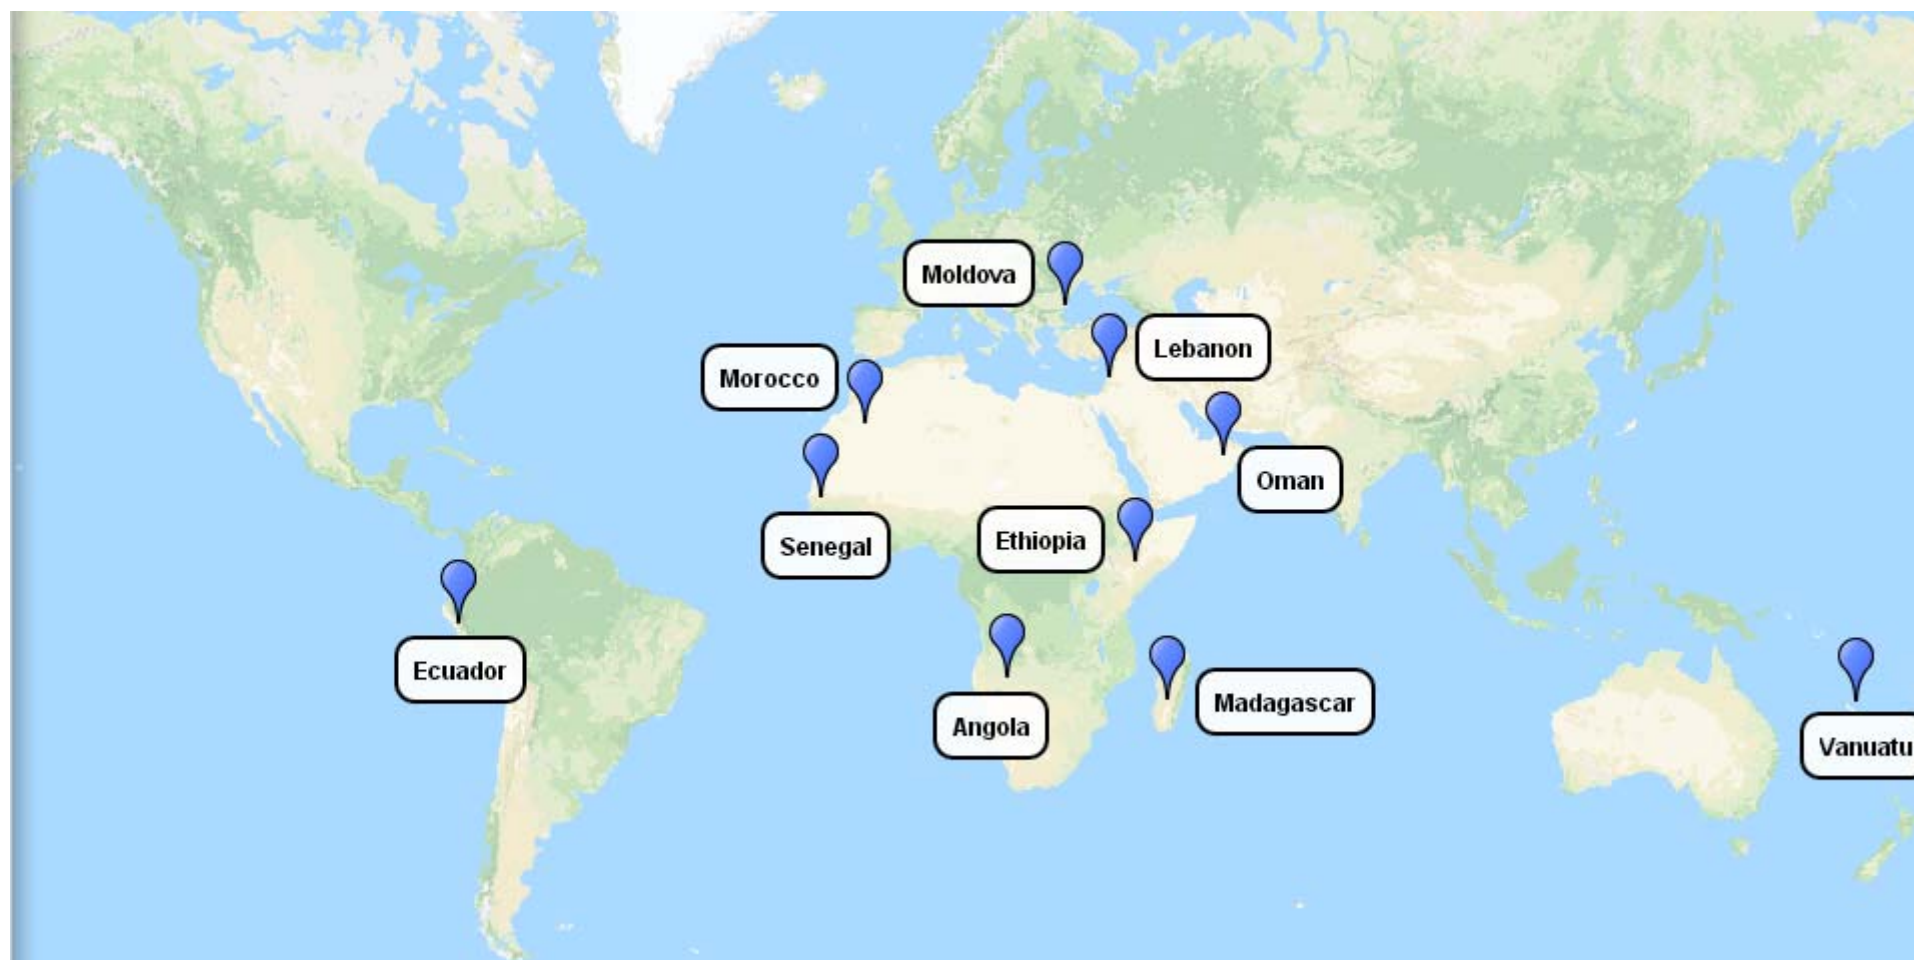 Moldova
Lebanon
Morocco
Oman
Senegal
Ethiopia
Ecuador
Angola
Madagascar
Vanuatu